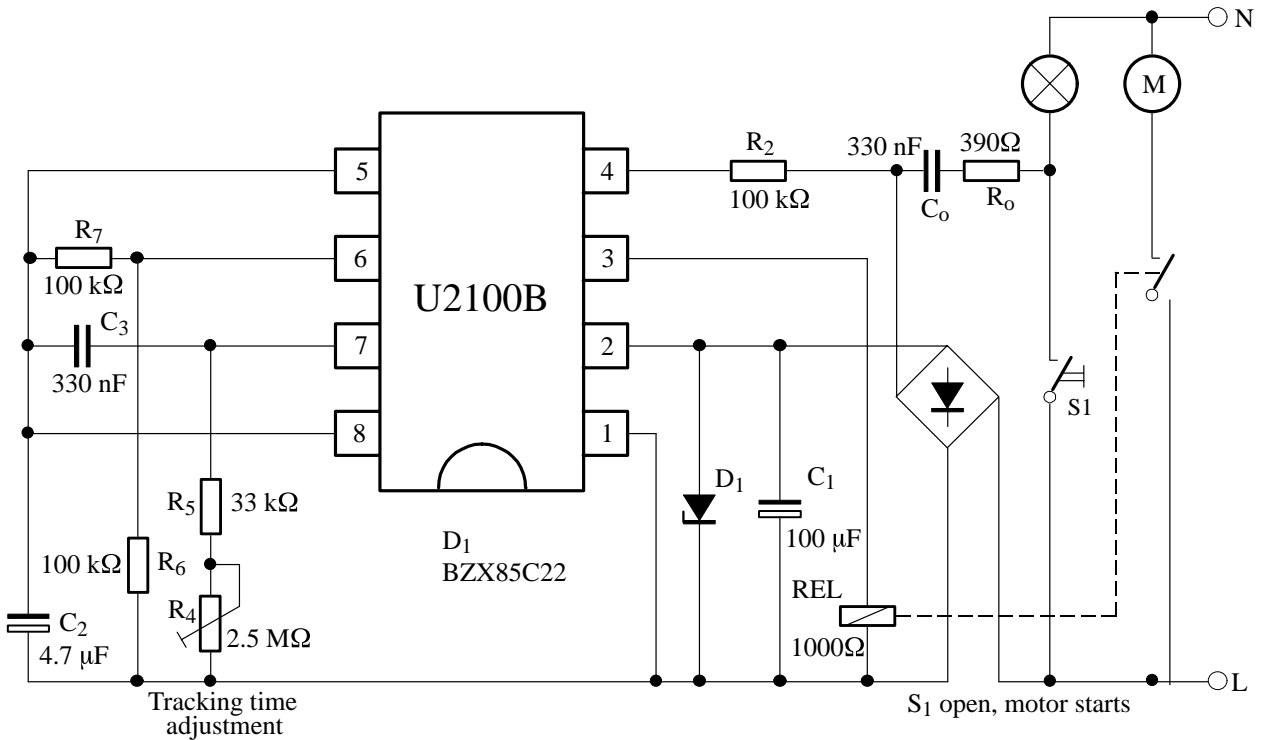 N
M
R2
330 nF
390Ω
5
4
100 kΩ
Co
Ro
R7
6
3
100 kΩ
U2100B
C3
7
2
330 nF
S1
8
1
R5
33 kΩ
D1
C1
100 μF
D1
BZX85C22
100 kΩ
R6
REL
R4
C2
2.5 MΩ
1000Ω
4.7 μF
L
Tracking time
adjustment
S1 open, motor starts